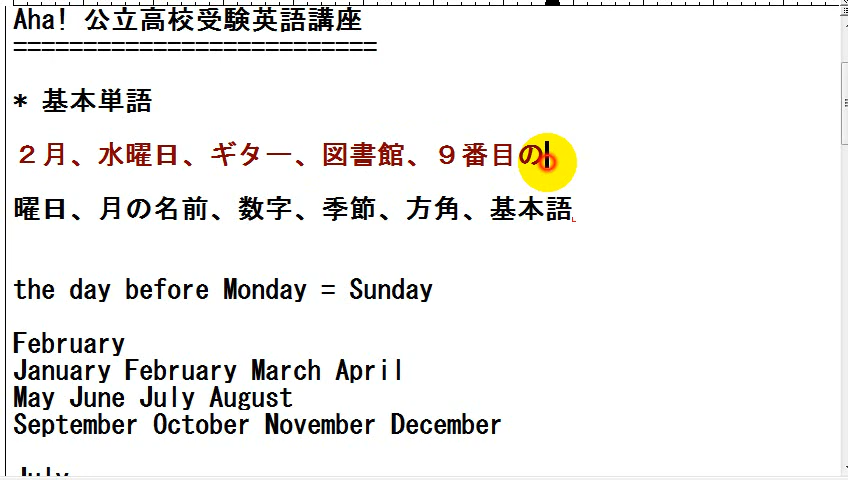 Aha! 公立高校受験英語講座
==========================
* 基本単語
２月、水曜日、ギター、図書館、９番目の
曜日、月の名前、数字、季節、方角、基本語
the day before Monday = Sunday
February
January February March April
May June July August
September October November December
July